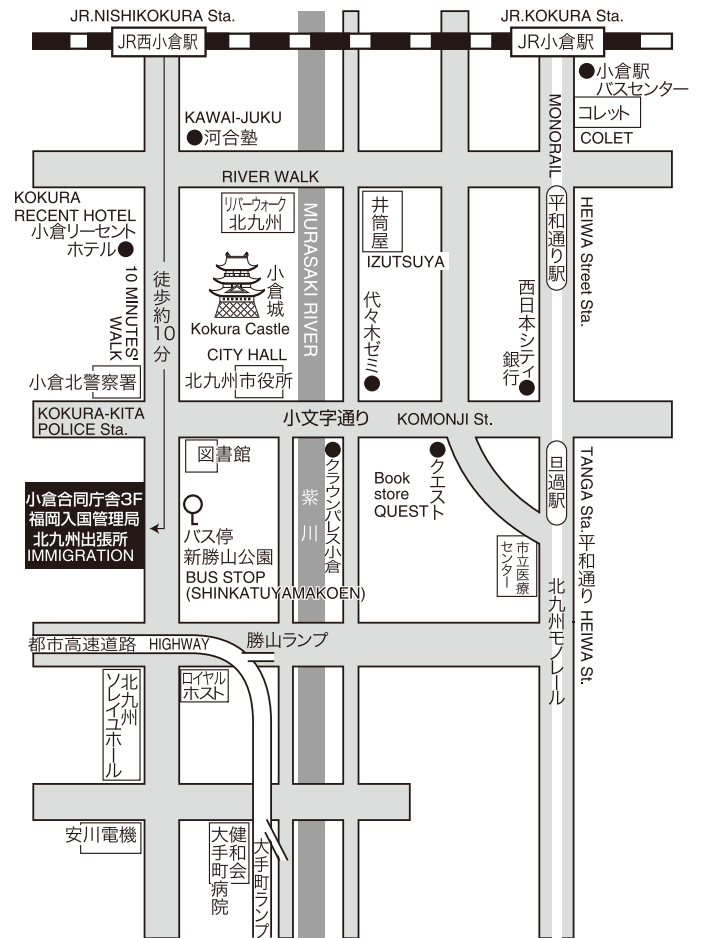 JR.NISHIKOKURA Sta.
JR.KOKURA Sta.
JR西小倉駅
JR小倉駅
小倉駅
バスセンター
コレット
COLET
MONORAIL
KAWAI-JUKU
河合塾
RIVER WALK
リバーウォーク
北九州
KOKURA
RECENT HOTEL
小倉リーセント
ホテル
10 MINUTES'
WALK
徒歩約10分
小倉城
Kokura Castle
MURASAKI RIVER
井筒屋
IZUTSUYA
平和通り駅
HEIWA Street Sta.
代々木ゼミ
西日本シティ
銀行
CITY HALL
北九州市役所
小倉北警察署
KOKURA-KITA
POLICE Sta.
小文字通り
KOMONJI St.
図書館
クラウンパレス小倉
Book
store
QUEST
クエスト
旦過駅
TANGA Sta.
平和通り HEIWA St.
小倉合同庁舎3F
福岡入国管理局
北九州出張所
IMMIGRATION
バス停
新勝山公園
BUS STOP
(SHINKATUYAMAKOEN)
紫川
市立医療
センター
北九州モノレール
都市高速道路 HIGHWAY
勝山ランプ
北九州
ソレイユホール
ロイヤル
ホスト
安川電機
健和会
大手町病院
大手町ランプ